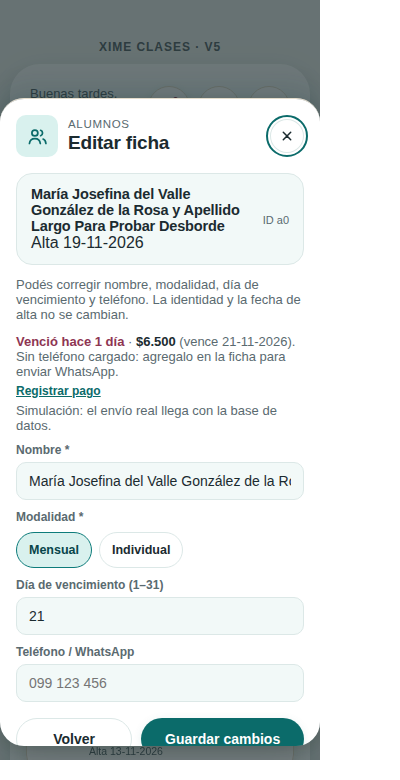 XIME CLASES · V5
Buenas tardes,
ALUMNOS
Editar ficha
María Josefina del Valle
González de la Rosa y Apellido
Largo Para Probar Desborde
ID a0
Alta 19-11-2026
Podés corregir nombre, modalidad, día de
vencimiento y teléfono. La identidad y la fecha de
alta no se cambian.
Venció hace 1 día · $6.500 (vence 21-11-2026).
Sin teléfono cargado: agregalo en la ficha para
enviar WhatsApp.
Registrar pago
Simulación: el envío real llega con la base de
datos.
Nombre *
María Josefina del Valle González de la Ro
Modalidad *
Mensual Individual
Día de vencimiento (1–31)
21
Teléfono / WhatsApp
099 123 456
Volver Guardar cambios
Alta 13-11-2026